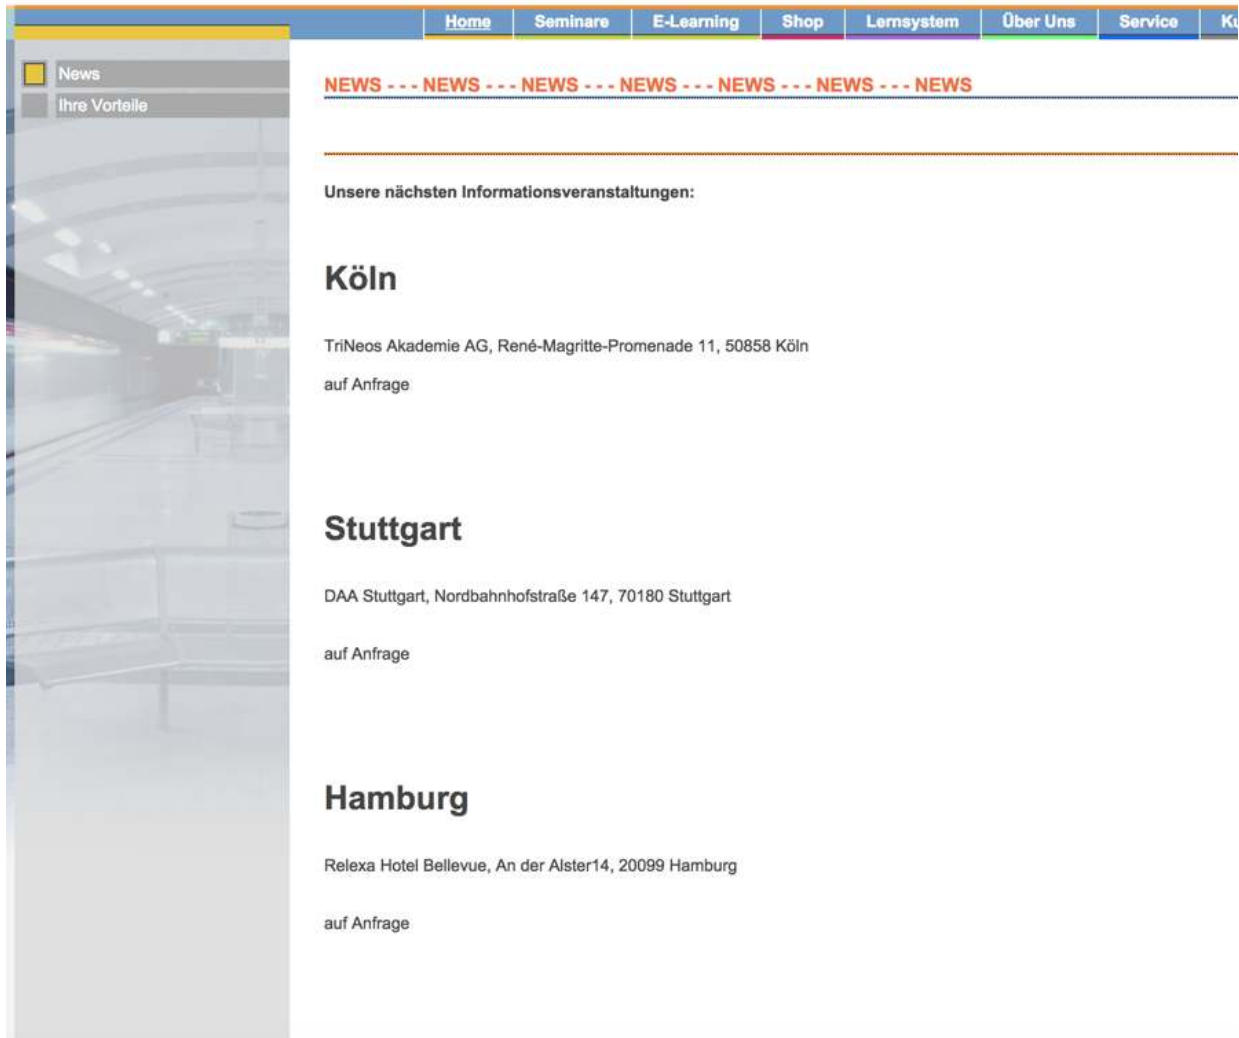 Home Seminare E-Learning Shop Lernsystem Über Uns Service Ku
News
Ihre Vorteile
NEWS - - - NEWS - - - NEWS - - - NEWS - - - NEWS - - - NEWS - - - NEWS
Unsere nächsten Informationsveranstaltungen:
Köln
TriNeos Akademie AG, René-Magritte-Promenade 11, 50858 Köln
auf Anfrage
Stuttgart
DAA Stuttgart, Nordbahnhofstraße 147, 70180 Stuttgart
auf Anfrage
Hamburg
Relexa Hotel Bellevue, An der Alster14, 20099 Hamburg
auf Anfrage